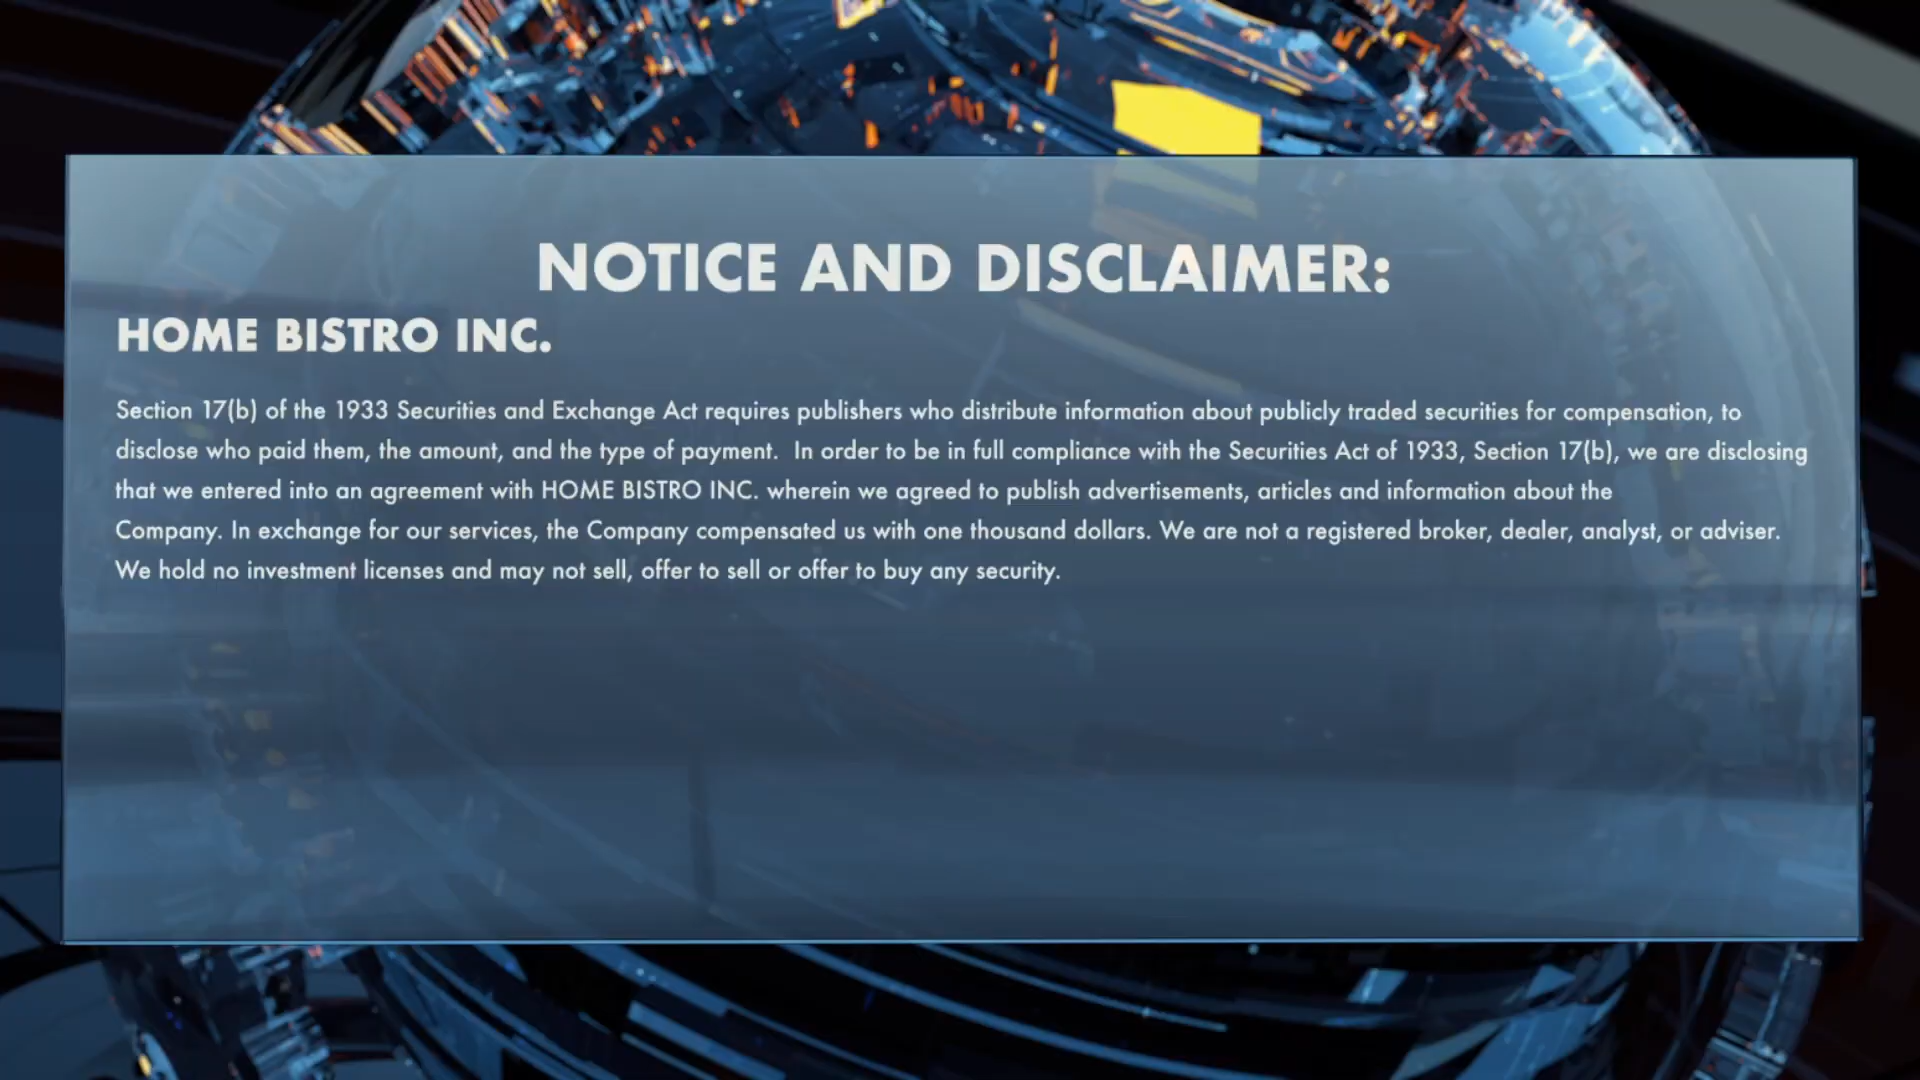 NOTICE AND DISCLAIMER:
HOME BISTRO INC.
Section 17(b) of the 1933 Securities and Exchange Act requires publishers who distribute information about publicly traded securities for compensation, to
disclose who paid them, the amount, and the type of payment.  In order to be in full compliance with the Securities Act of 1933, Section 17(b), we are disclosing
that we entered into an agreement with HOME BISTRO INC. wherein we agreed to publish advertisements, articles and information about the
Company. In exchange for our services, the Company compensated us with one thousand dollars. We are not a registered broker, dealer, analyst, or adviser.
We hold no investment licenses and may not sell, offer to sell or offer to buy any security.